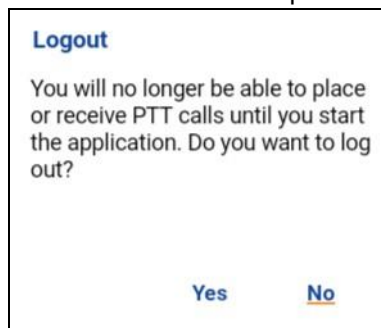 Logout
You will no longer be able to place
or receive PTT calls until you start
the application. Do you want to log
out?
Yes No